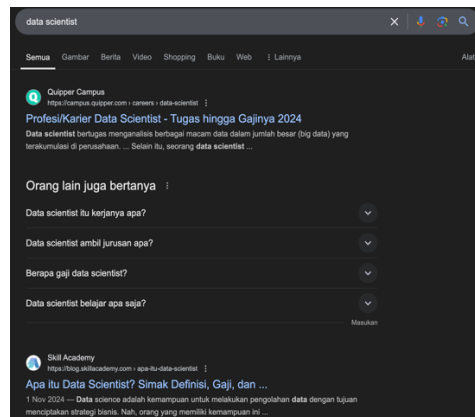 data scientist
Semua Gambar Berita Video Shopping Buku Web Lainnya Alat
Quipper Campus
https://campus.quipper.com › careers › data-scientist
Profesi/Karier Data Scientist - Tugas hingga Gajinya 2024
Data scientist bertugas menganalisis berbagai macam data dalam jumlah besar (big data) yang
terakumulasi di perusahaan. ... Selain itu, seorang data scientist ...
Orang lain juga bertanya
Data scientist itu kerjanya apa?
Data scientist ambil jurusan apa?
Berapa gaji data scientist?
Data scientist belajar apa saja?
Masukan
Skill Academy
https://blog.skillacademy.com › apa-itu-data-scientist
Apa itu Data Scientist? Simak Definisi, Gaji, dan ...
1 Nov 2024 — Data science adalah kemampuan untuk melakukan pengolahan data dengan tujuan
menciptakan strategi bisnis. Nah, orang yang memiliki kemampuan ini ...